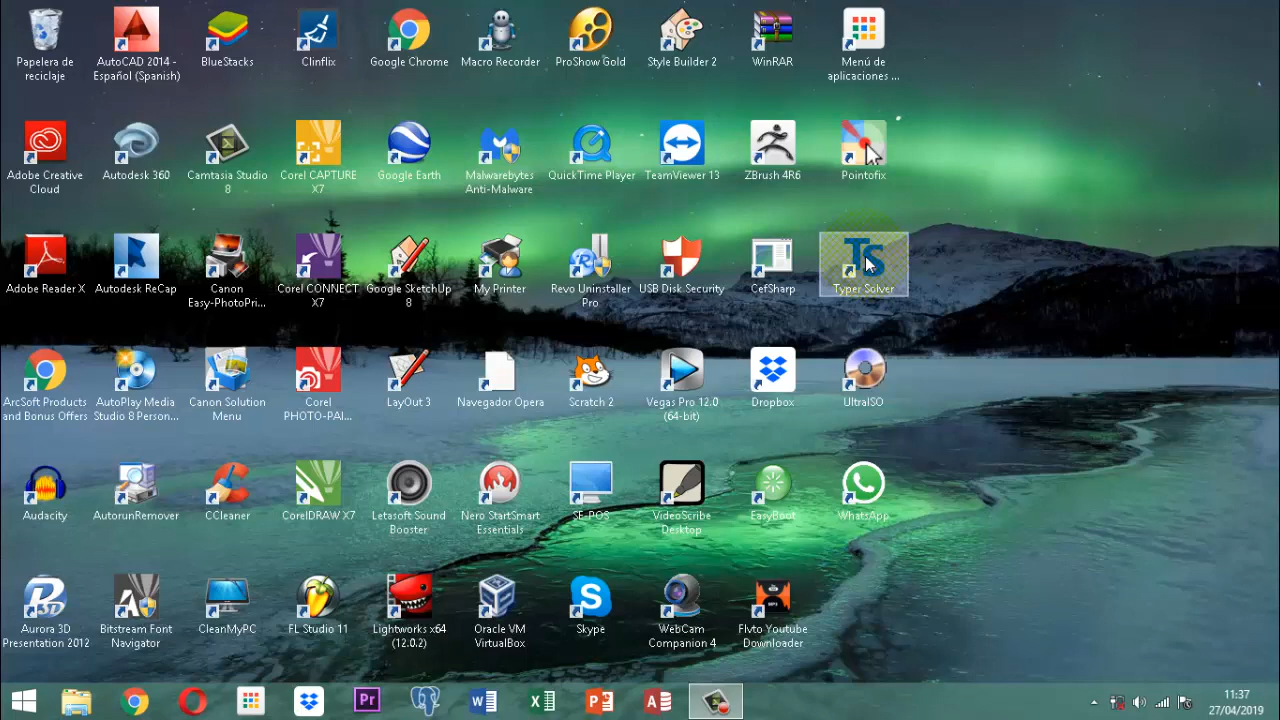 Papelera de
reciclaje
AutoCAD 2014 -
Español (Spanish)
BlueStacks
Clinflix
Google Chrome
Macro Recorder
ProShow Gold
Style Builder 2
WinRAR
Menú de
aplicaciones ...
Adobe Creative
Cloud
Autodesk 360
Camtasia Studio
8
Corel CAPTURE
X7
Google Earth
Malwarebytes
Anti-Malware
QuickTime Player
TeamViewer 13
ZBrush 4R6
Pointofix
Adobe Reader X
Autodesk ReCap
Canon
Easy-PhotoPri...
Corel CONNECT
X7
Google SketchUp
8
My Printer
Revo Uninstaller
Pro
USB Disk Security
CefSharp
TS
Typer Solver
ArcSoft Products
and Bonus Offers
AutoPlay Media
Studio 8 Person...
Canon Solution
Menu
Corel
PHOTO-PAI...
LayOut 3
Navegador Opera
Scratch 2
Vegas Pro 12.0
(64-bit)
Dropbox
UltraISO
Audacity
AutorunRemover
CCleaner
CorelDRAW X7
Letasoft Sound
Booster
Nero StartSmart
Essentials
SE-POS
VideoScribe
Desktop
EasyBoot
WhatsApp
Aurora 3D
Presentation 2012
Bitstream Font
Navigator
CleanMyPC
FL Studio 11
Lightworks x64
(12.0.2)
Oracle VM
VirtualBox
Skype
WebCam
Companion 4
Flvto Youtube
Downloader
Pr
11:37
27/04/2019